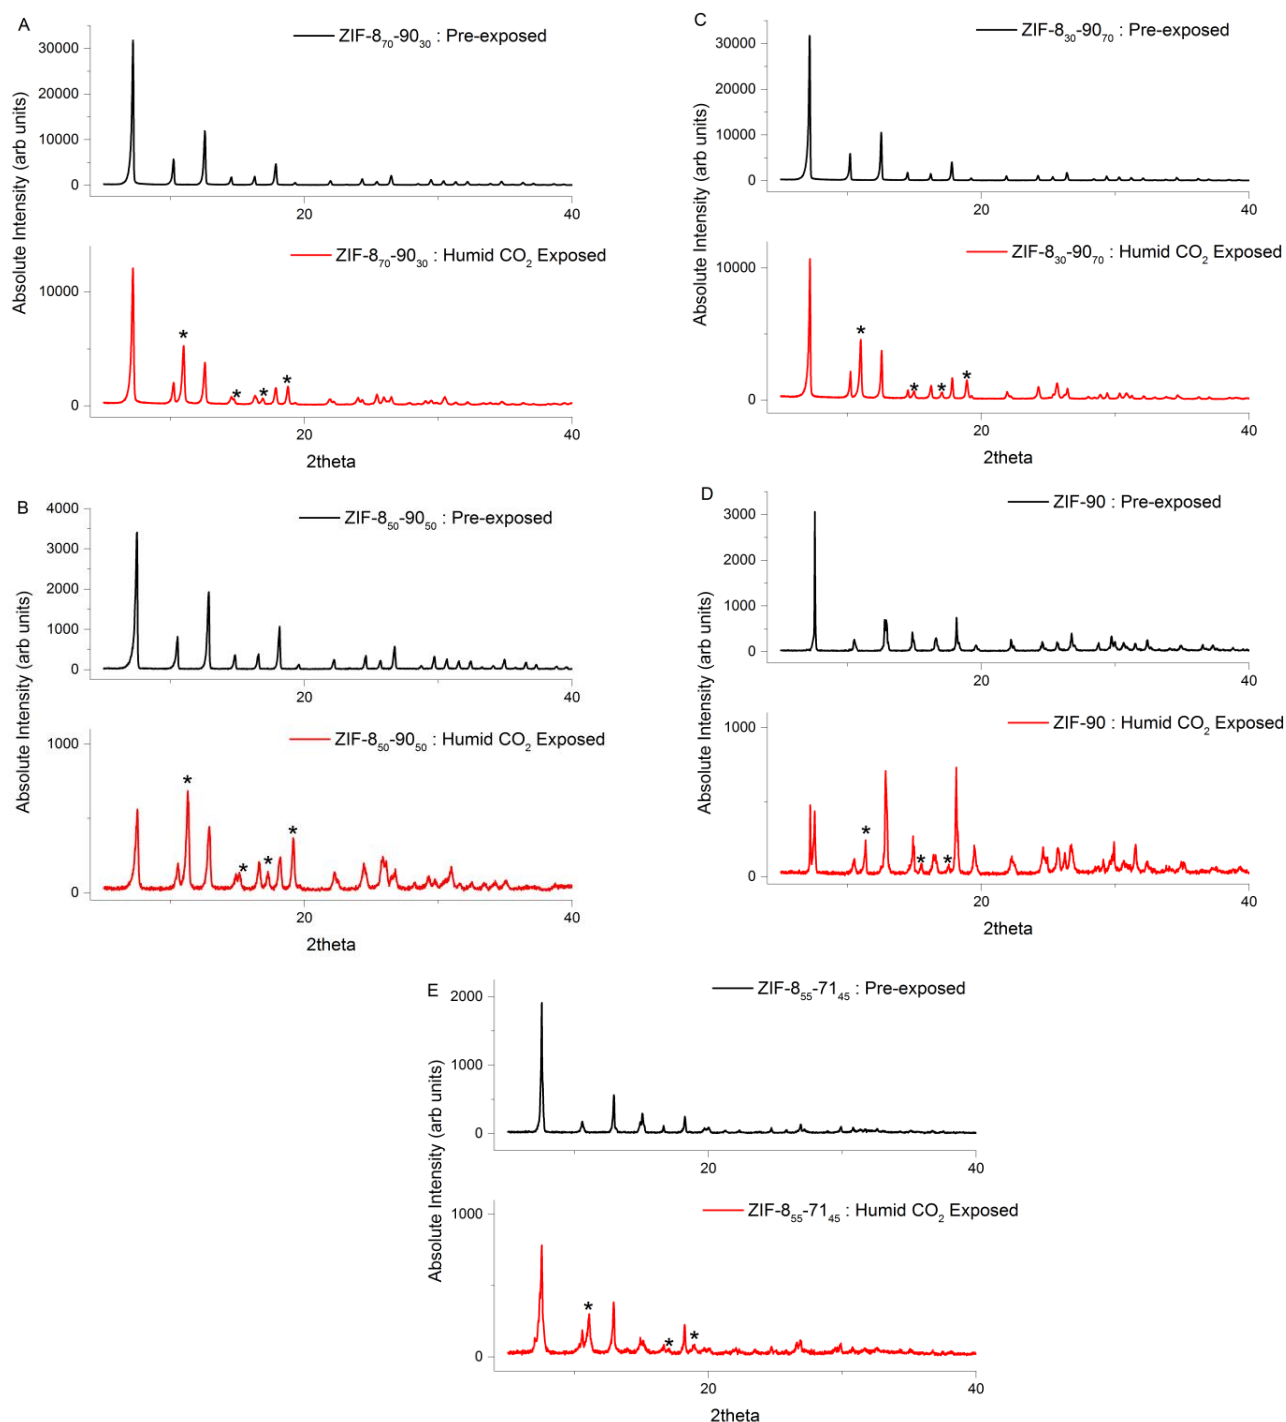 A
ZIF-8₇₀-90₃₀ : Pre-exposed
30000
20000
10000
0
20
40
ZIF-8₇₀-90₃₀ : Humid CO₂ Exposed
10000
0
*
*
*
*
20
40
2theta
Absolute Intensity (arb units)
C
ZIF-8₃₀-90₇₀ : Pre-exposed
30000
20000
10000
0
20
40
ZIF-8₃₀-90₇₀ : Humid CO₂ Exposed
10000
0
*
*
*
*
20
40
2theta
Absolute Intensity (arb units)
B
ZIF-8₅₀-90₅₀ : Pre-exposed
4000
3000
2000
1000
0
20
40
ZIF-8₅₀-90₅₀ : Humid CO₂ Exposed
1000
0
*
*
*
*
20
40
2theta
Absolute Intensity (arb units)
D
ZIF-90 : Pre-exposed
3000
2000
1000
0
20
40
ZIF-90 : Humid CO₂ Exposed
1000
0
*
*
*
20
40
2theta
Absolute Intensity (arb units)
E
ZIF-8₅₅-71₄₅ : Pre-exposed
2000
1000
0
20
40
ZIF-8₅₅-71₄₅ : Humid CO₂ Exposed
1000
0
*
*
*
20
40
2theta
Absolute Intensity (arb units)